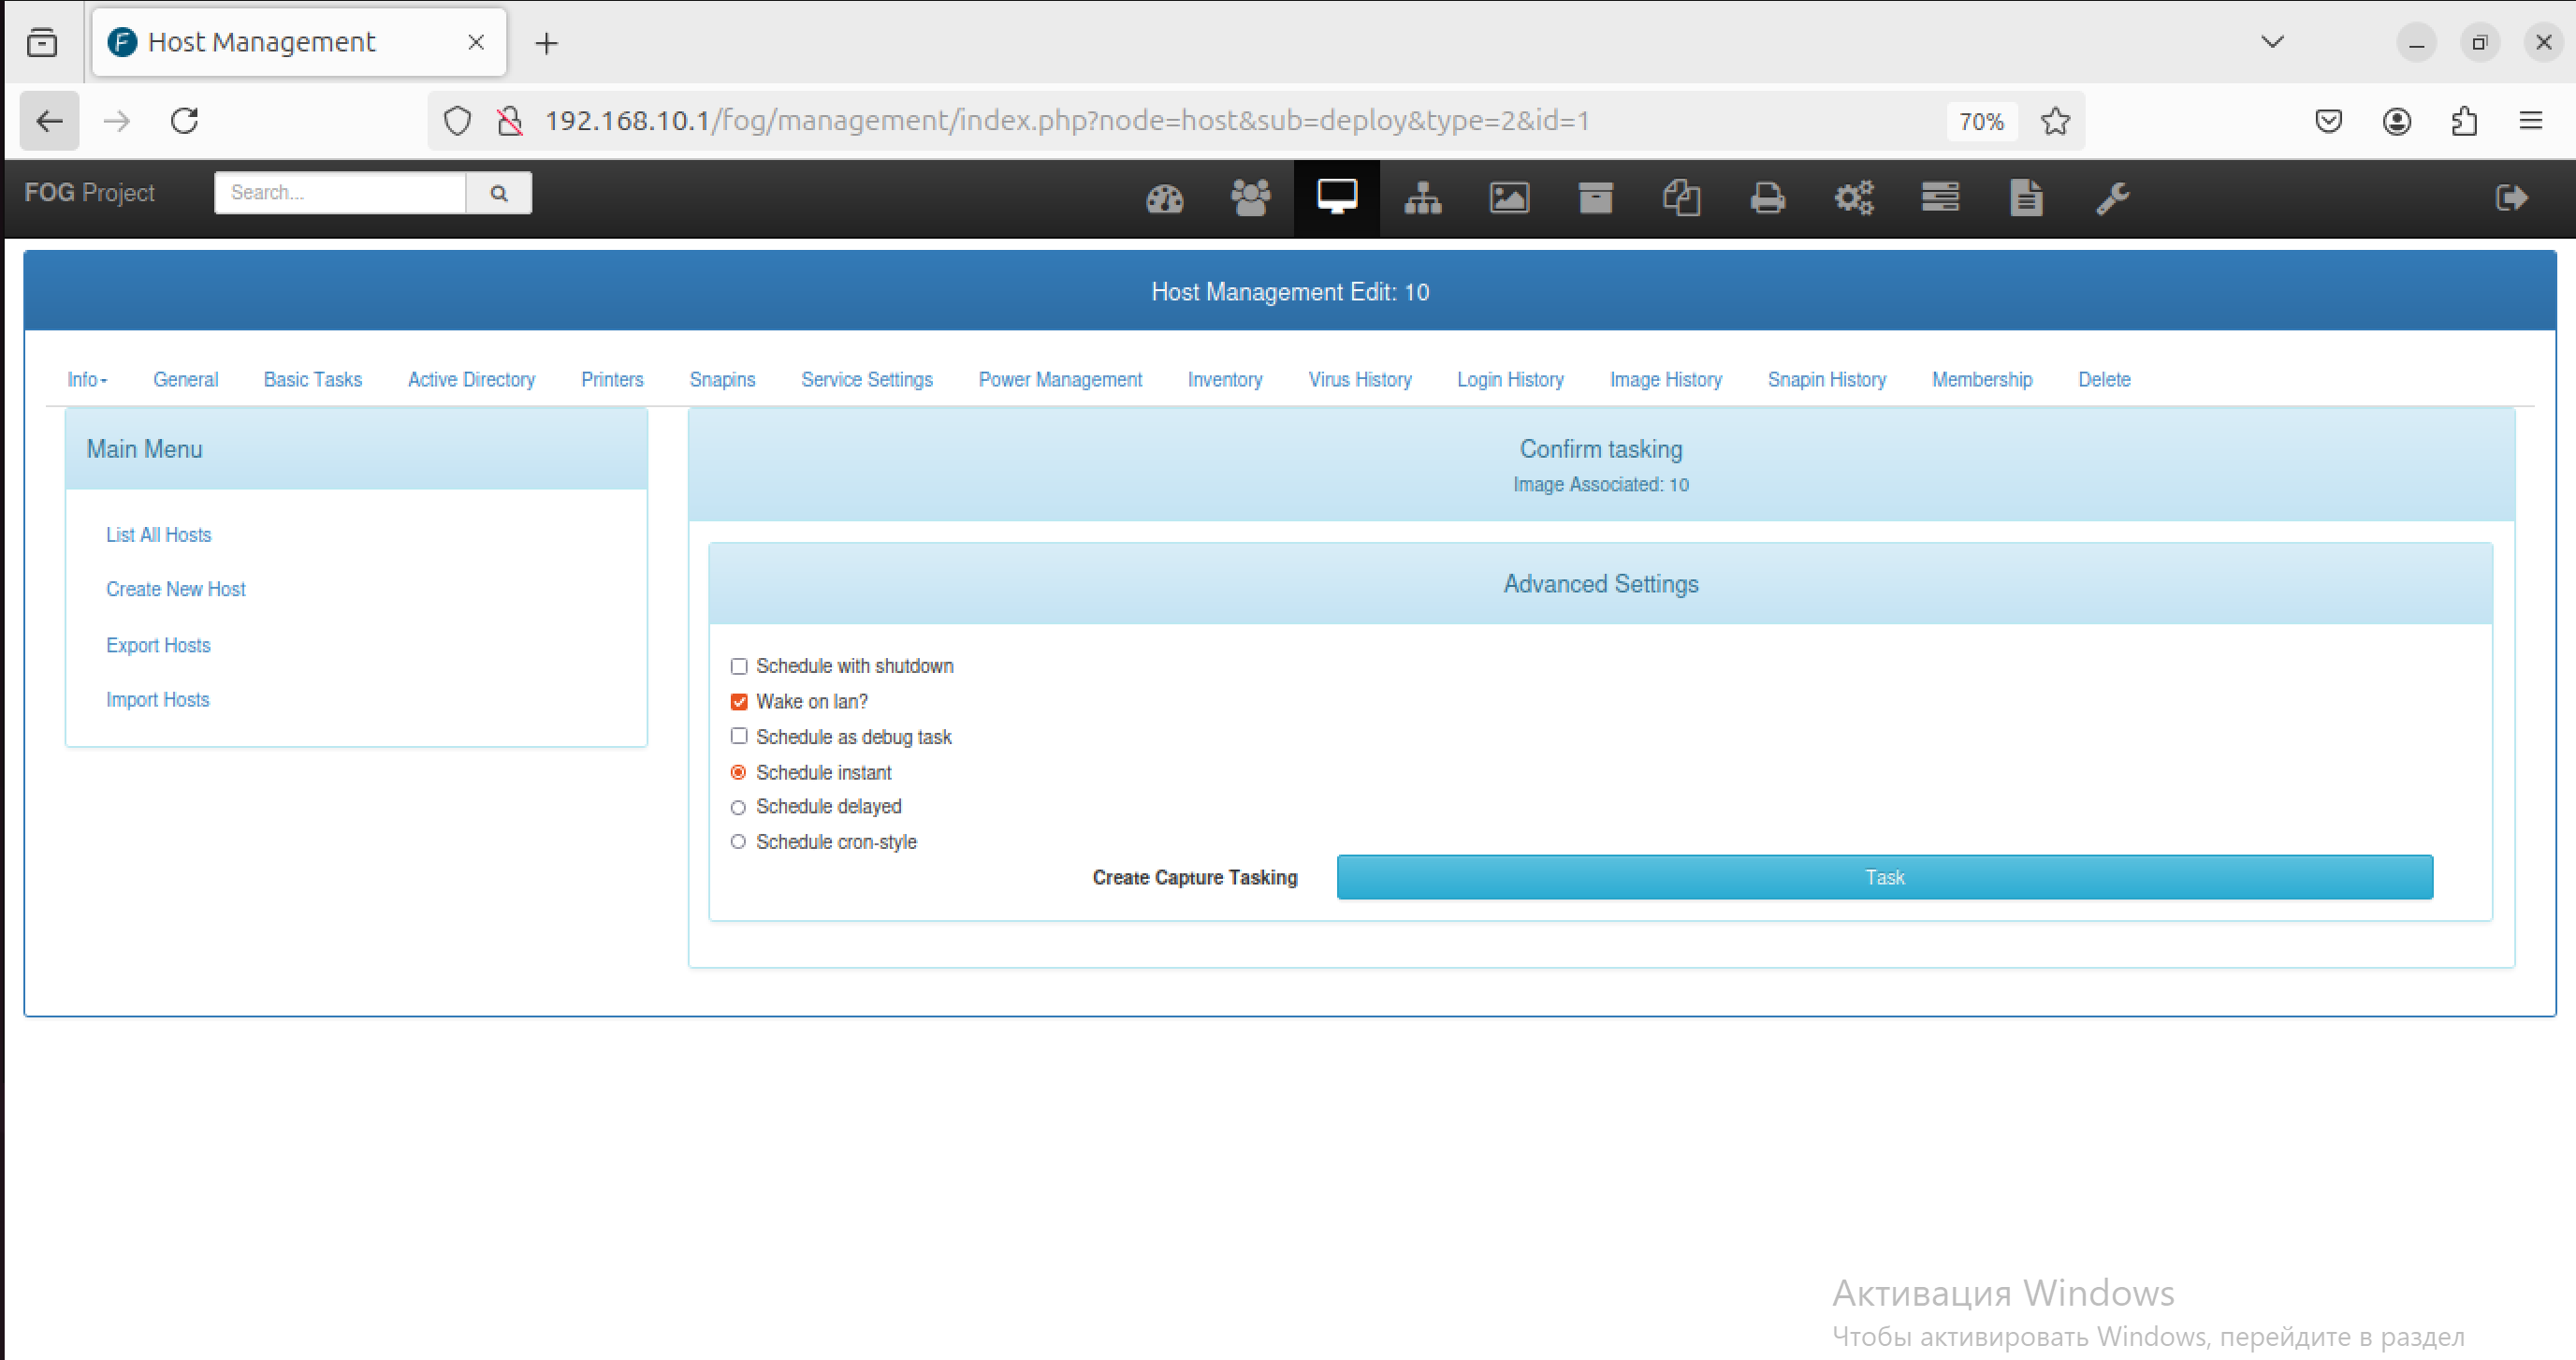 Host Management
192.168.10.1/fog/management/index.php?node=host&sub=deploy&type=2&id=1
70%
FOG Project
Search...
Host Management Edit: 10
Info
General
Basic Tasks
Active Directory
Printers
Snapins
Service Settings
Power Management
Inventory
Virus History
Login History
Image History
Snapin History
Membership
Delete
Main Menu
List All Hosts
Create New Host
Export Hosts
Import Hosts
Confirm tasking
Image Associated: 10
Advanced Settings
Schedule with shutdown
Wake on lan?
Schedule as debug task
Schedule instant
Schedule delayed
Schedule cron-style
Create Capture Tasking
Task
Активация Windows
Чтобы активировать Windows, перейдите в раздел